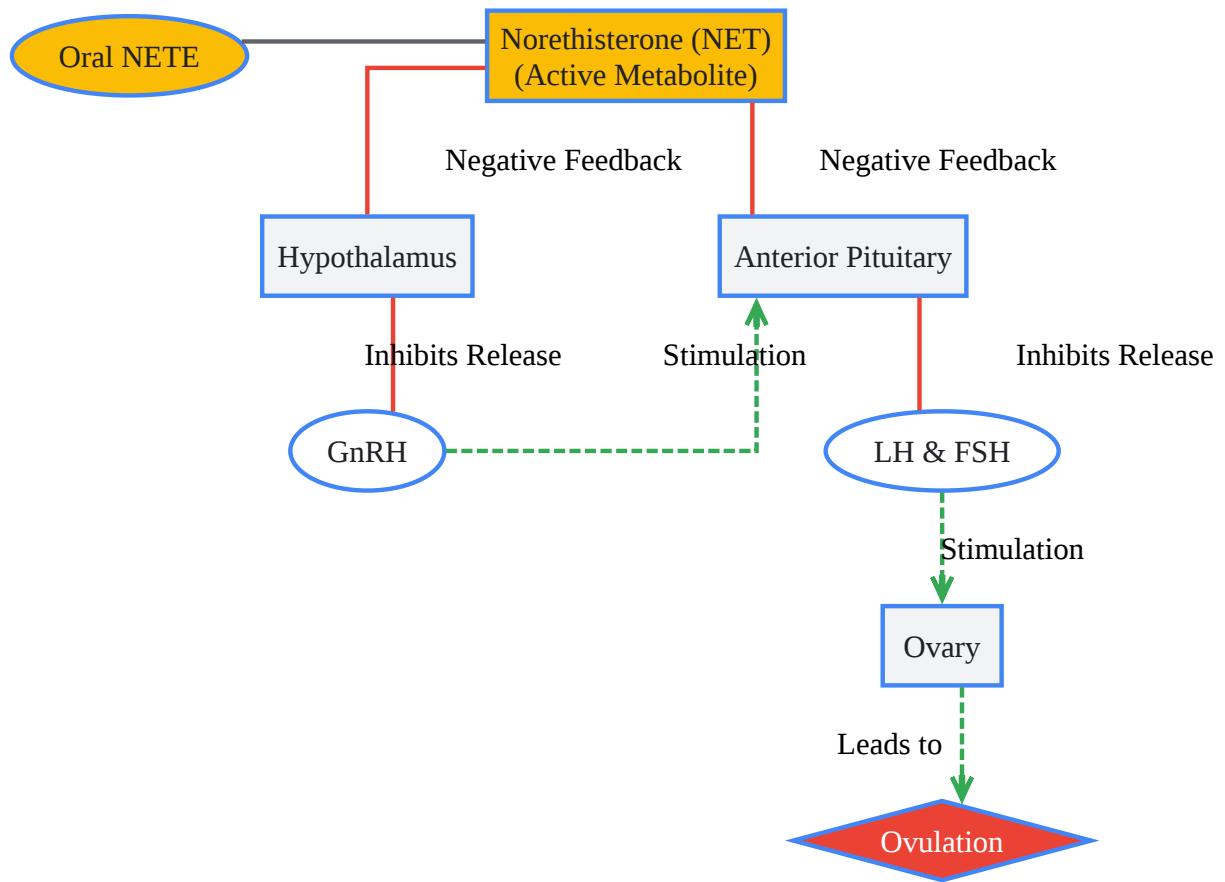 Oral NETE
Norethisterone (NET)
(Active Metabolite)
Negative Feedback
Negative Feedback
Hypothalamus
Anterior Pituitary
Inhibits Release
Stimulation
Inhibits Release
GnRH
LH & FSH
Stimulation
Ovary
Leads to
Ovulation